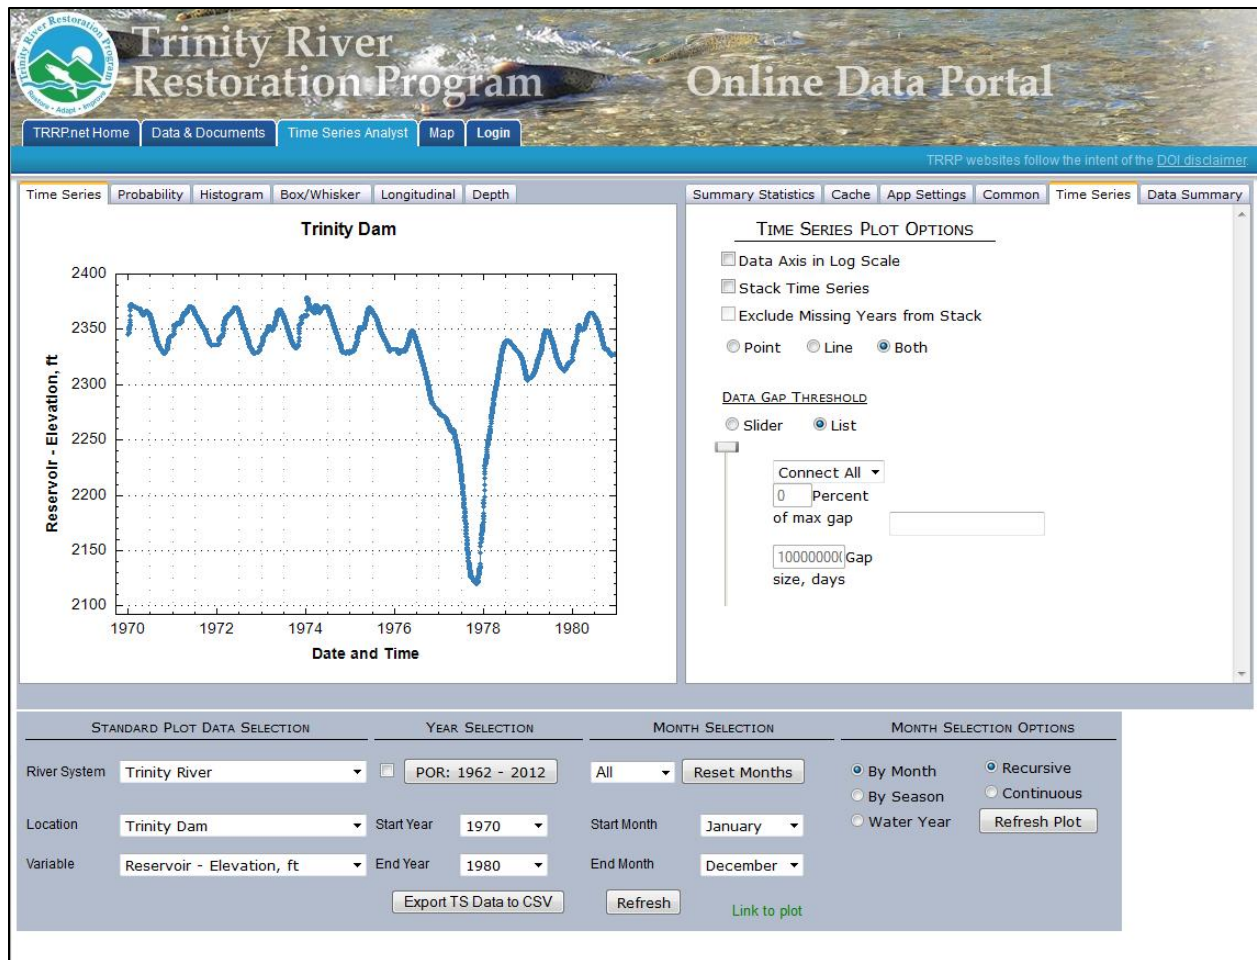 Trinity River Restoration Program
Restore - Adapt - Improve
Trinity River
Restoration Program
Online Data Portal
TRRP.net Home
Data & Documents
Time Series Analyst
Map
Login
TRRP websites follow the intent of the DOI disclaimer
Time Series
Probability
Histogram
Box/Whisker
Longitudinal
Depth
Trinity Dam
2400
2350
2300
2250
2200
2150
2100
Reservoir - Elevation, ft
1970
1972
1974
1976
1978
1980
Date and Time
Summary Statistics
Cache
App Settings
Common
Time Series
Data Summary
TIME SERIES PLOT OPTIONS
Data Axis in Log Scale
Stack Time Series
Exclude Missing Years from Stack
Point
Line
Both
DATA GAP THRESHOLD
Slider
List
Connect All
0 Percent
of max gap
100000000 Gap
size, days
STANDARD PLOT DATA SELECTION
River System
Trinity River
Location
Trinity Dam
Variable
Reservoir - Elevation, ft
YEAR SELECTION
POR: 1962 - 2012
Start Year
1970
End Year
1980
Export TS Data to CSV
MONTH SELECTION
All
Reset Months
Start Month
January
End Month
December
Refresh
Link to plot
MONTH SELECTION OPTIONS
By Month
Recursive
By Season
Continuous
Water Year
Refresh Plot